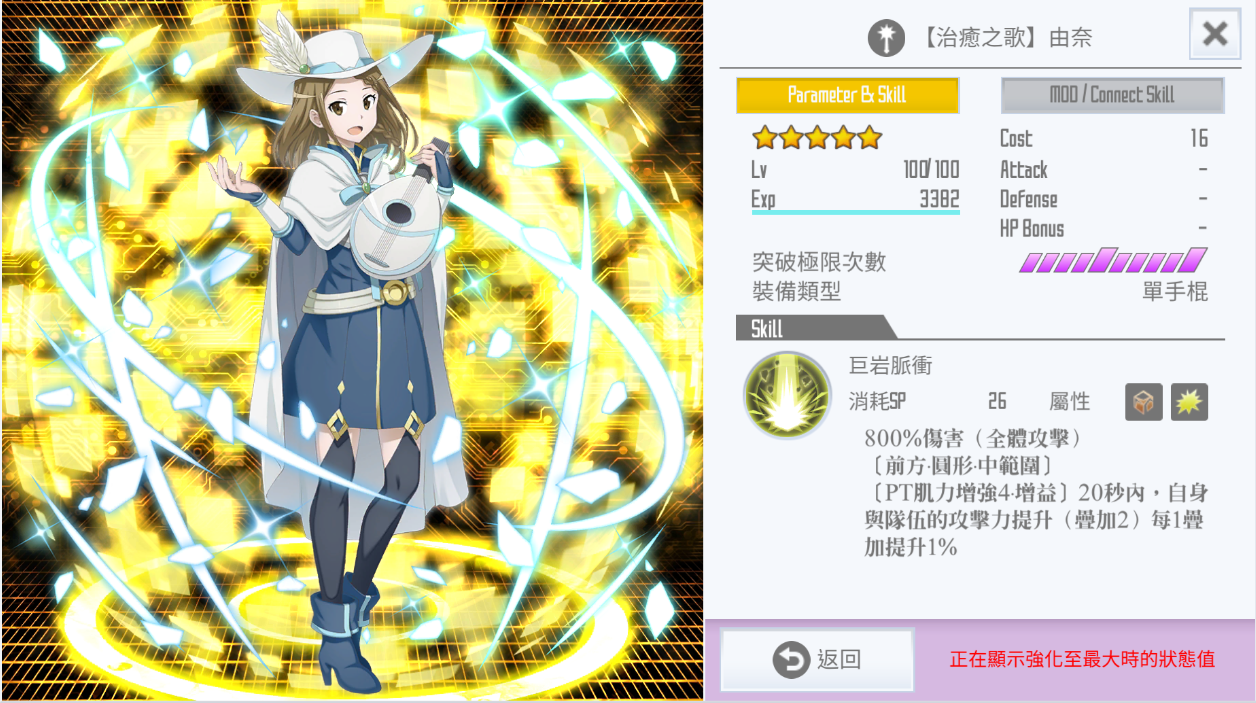 【治癒之歌】由奈
Parameter & Skill
MOD / Connect Skill
Cost 16
Lv 100/100
Attack -
Exp 3382
Defense -
HP Bonus -
突破極限次數
裝備類型 單手棍
Skill
巨岩脈衝
消耗SP 26 屬性
800%傷害（全體攻擊）
〔前方·圓形·中範圍〕
〔PT肌力增強4·增益〕20秒內，自身
與隊伍的攻擊力提升（疊加2）每1疊
加提升1%
返回
正在顯示強化至最大時的狀態值